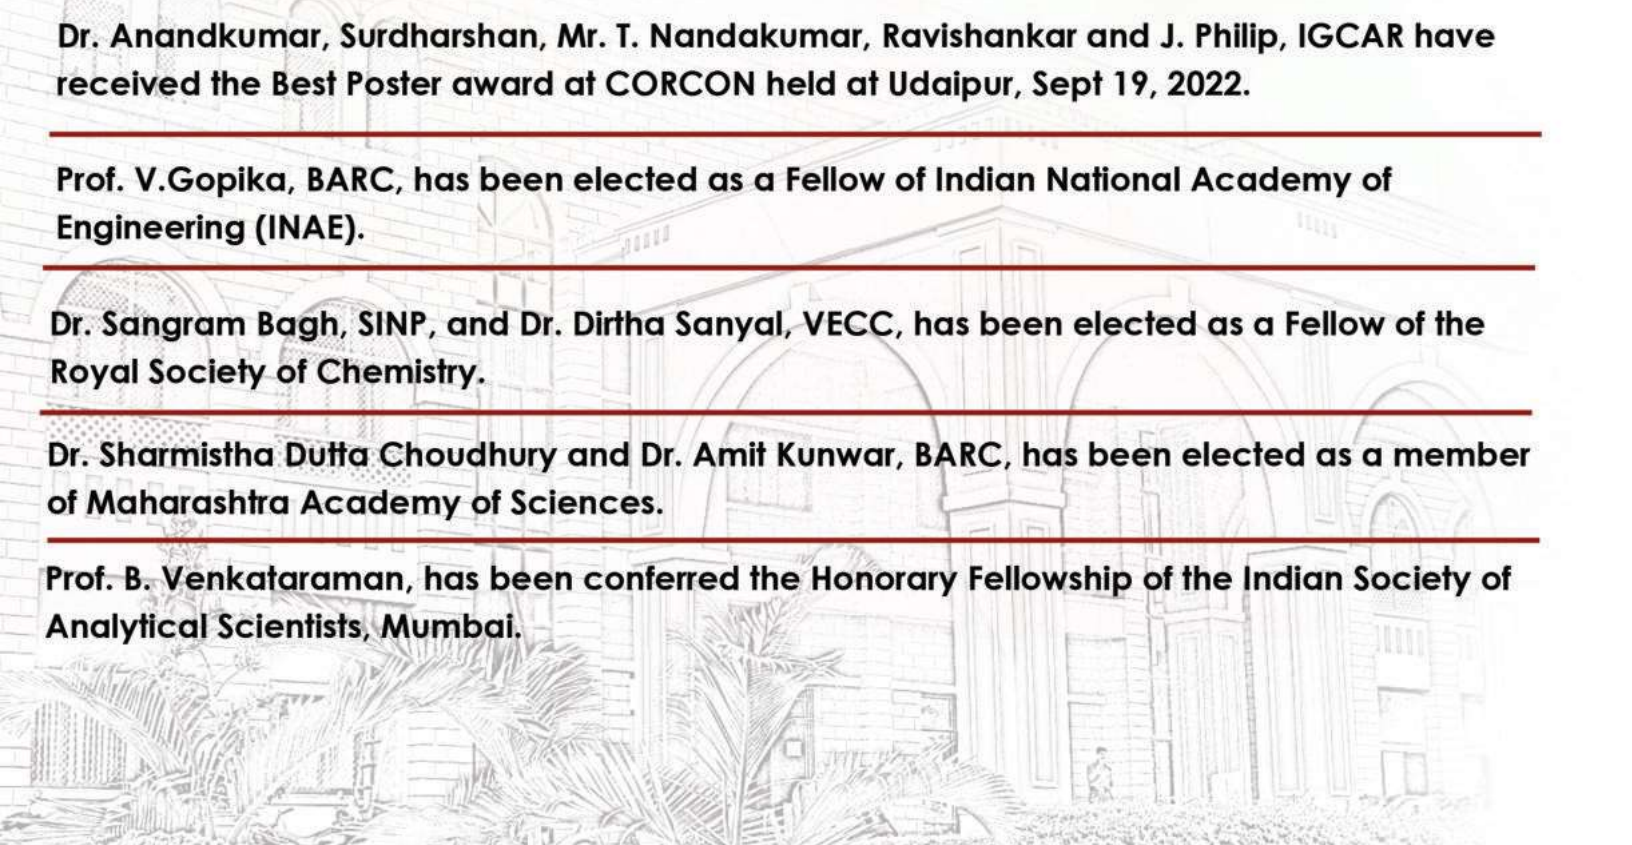 Dr. Anandkumar, Surdharshan, Mr. T. Nandakumar, Ravishankar and J. Philip, IGCAR have
received the Best Poster award at CORCON held at Udaipur, Sept 19, 2022.
Prof. V.Gopika, BARC, has been elected as a Fellow of Indian National Academy of
Engineering (INAE).
Dr. Sangram Bagh, SINP, and Dr. Dirtha Sanyal, VECC, has been elected as a Fellow of the
Royal Society of Chemistry.
Dr. Sharmistha Dutta Choudhury and Dr. Amit Kunwar, BARC, has been elected as a member
of Maharashtra Academy of Sciences.
Prof. B. Venkataraman, has been conferred the Honorary Fellowship of the Indian Society of
Analytical Scientists, Mumbai.